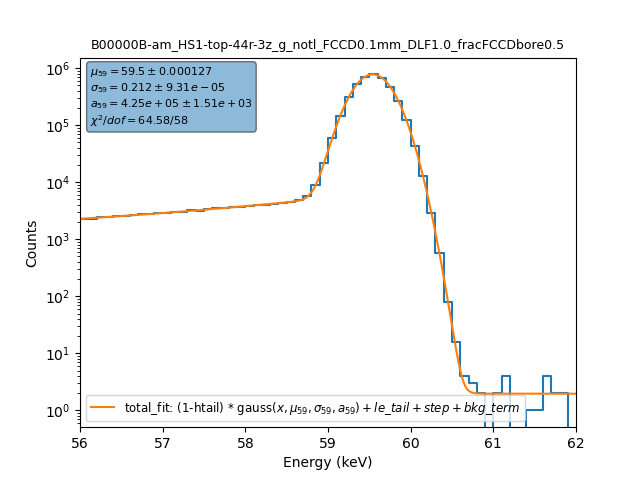 B00000B-am_HS1-top-44r-3z_g_notl_FCCD0.1mm_DLF1.0_fracFCCDbore0.5
10⁶
10⁵
10⁴
10³
10²
10¹
10⁰
Counts
μ₅₉ = 59.5 ± 0.000127
σ₅₉ = 0.212 ± 9.31e − 05
a₅₉ = 4.25e + 05 ± 1.51e + 03
χ²/dof = 64.58/58
total_fit: (1-htail) * gauss(x, μ₅₉, σ₅₉, a₅₉) + le_tail + step + bkg_term
56 57 58 59 60 61 62
Energy (keV)